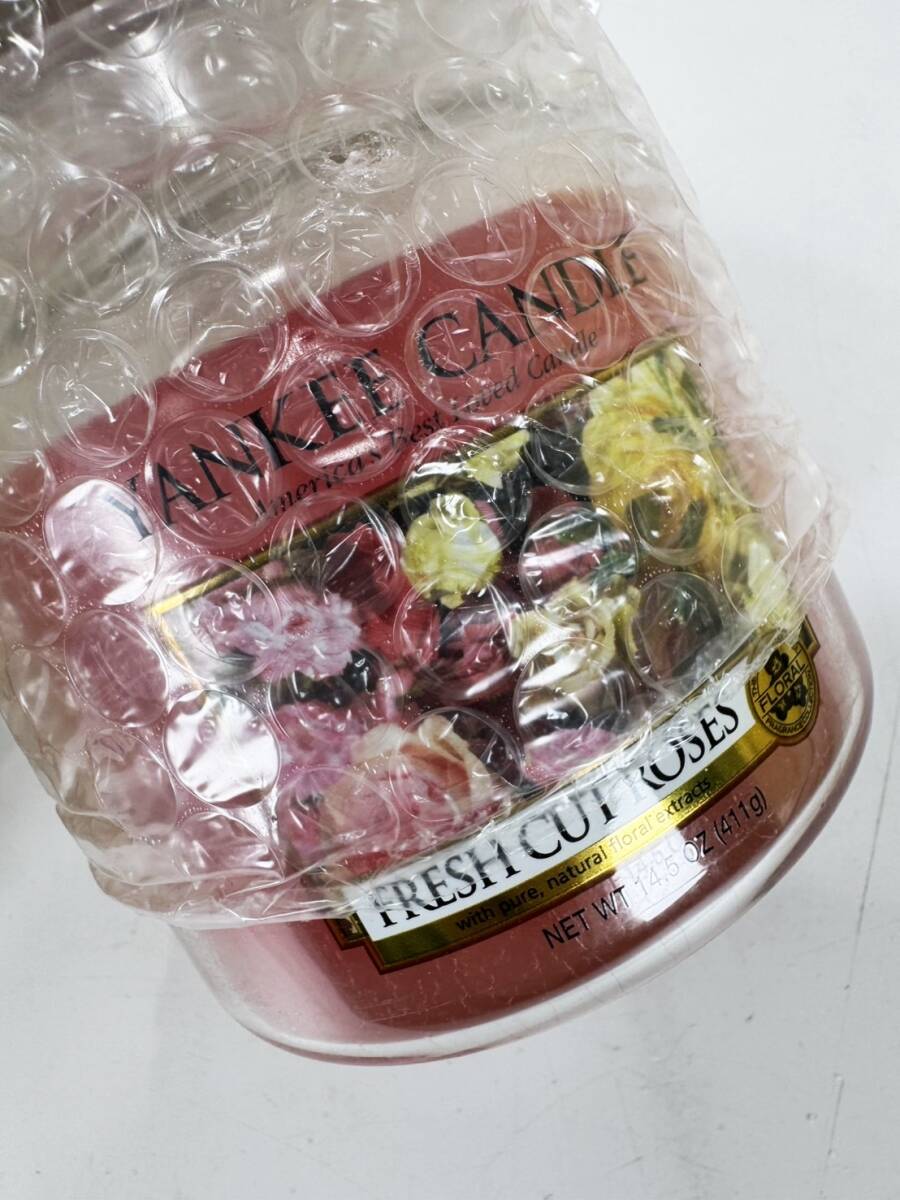 YANKEE CANDLE
America's Best Loved Candle
FLORAL
FRESH CUT ROSES
with pure, natural floral extracts
NET WT 14.5 OZ (411g)